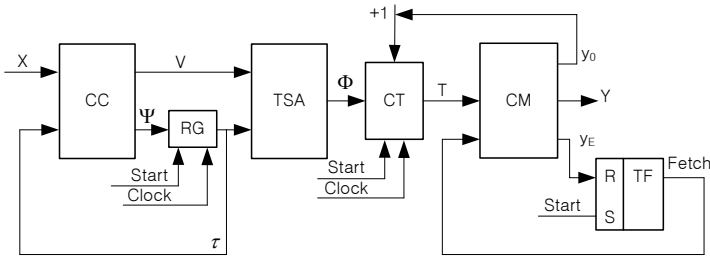 +1
y0
X
V
Φ
T
Y
CC
Ψ
RG
TSA
CT
CM
yE
Start
Clock
Start
Clock
Fetch
R
TF
Start
S
τ